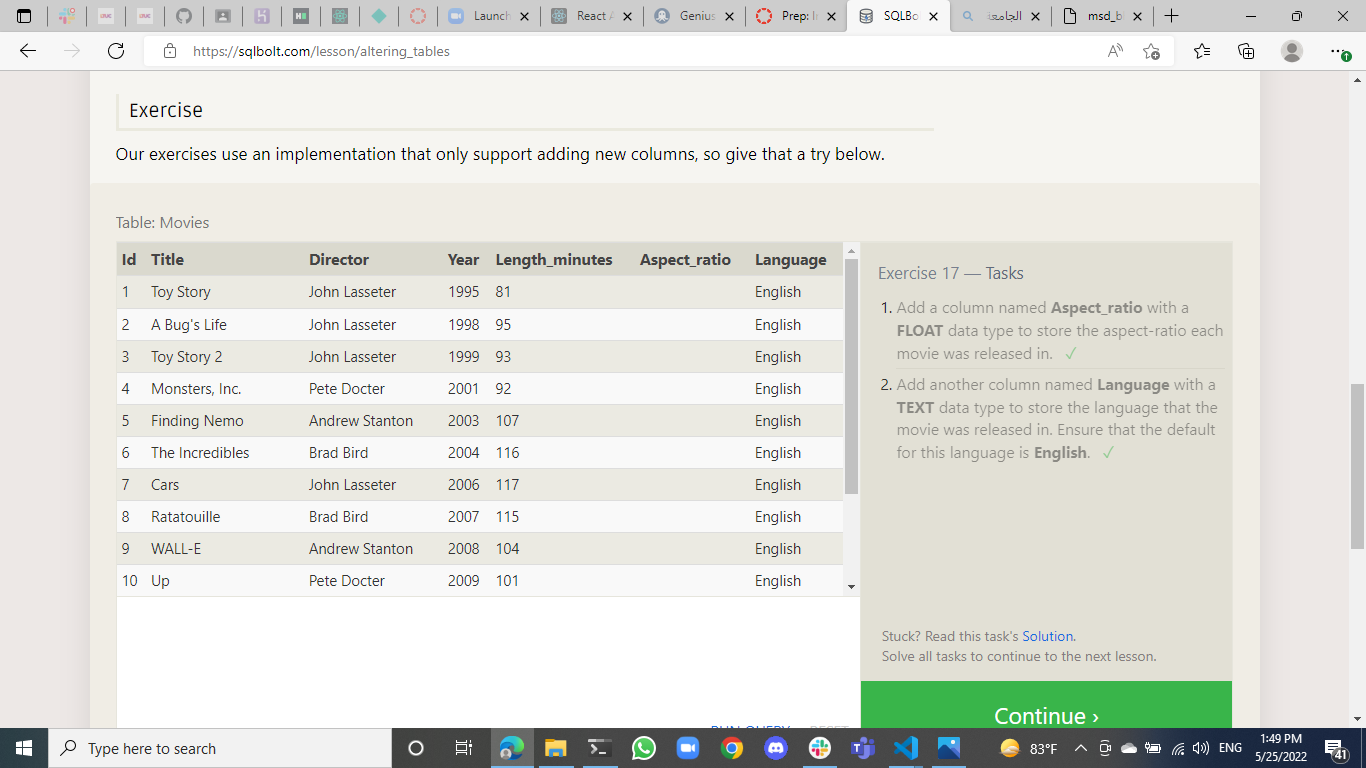 Launch
React A
Genius
Prep: In
SQLBo
الجامعة
msd_b
https://sqlbolt.com/lesson/altering_tables
Exercise
Our exercises use an implementation that only support adding new columns, so give that a try below.
Table: Movies
Id Title Director Year Length_minutes Aspect_ratio Language
1 Toy Story John Lasseter 1995 81 English
2 A Bug's Life John Lasseter 1998 95 English
3 Toy Story 2 John Lasseter 1999 93 English
4 Monsters, Inc. Pete Docter 2001 92 English
5 Finding Nemo Andrew Stanton 2003 107 English
6 The Incredibles Brad Bird 2004 116 English
7 Cars John Lasseter 2006 117 English
8 Ratatouille Brad Bird 2007 115 English
9 WALL-E Andrew Stanton 2008 104 English
10 Up Pete Docter 2009 101 English
Exercise 17 — Tasks
1. Add a column named Aspect_ratio with a
FLOAT data type to store the aspect-ratio each
movie was released in. ✓
2. Add another column named Language with a
TEXT data type to store the language that the
movie was released in. Ensure that the default
for this language is English. ✓
Stuck? Read this task's Solution.
Solve all tasks to continue to the next lesson.
RUN QUERY RESET
Continue ›
Type here to search
83°F
ENG
1:49 PM
5/25/2022
41